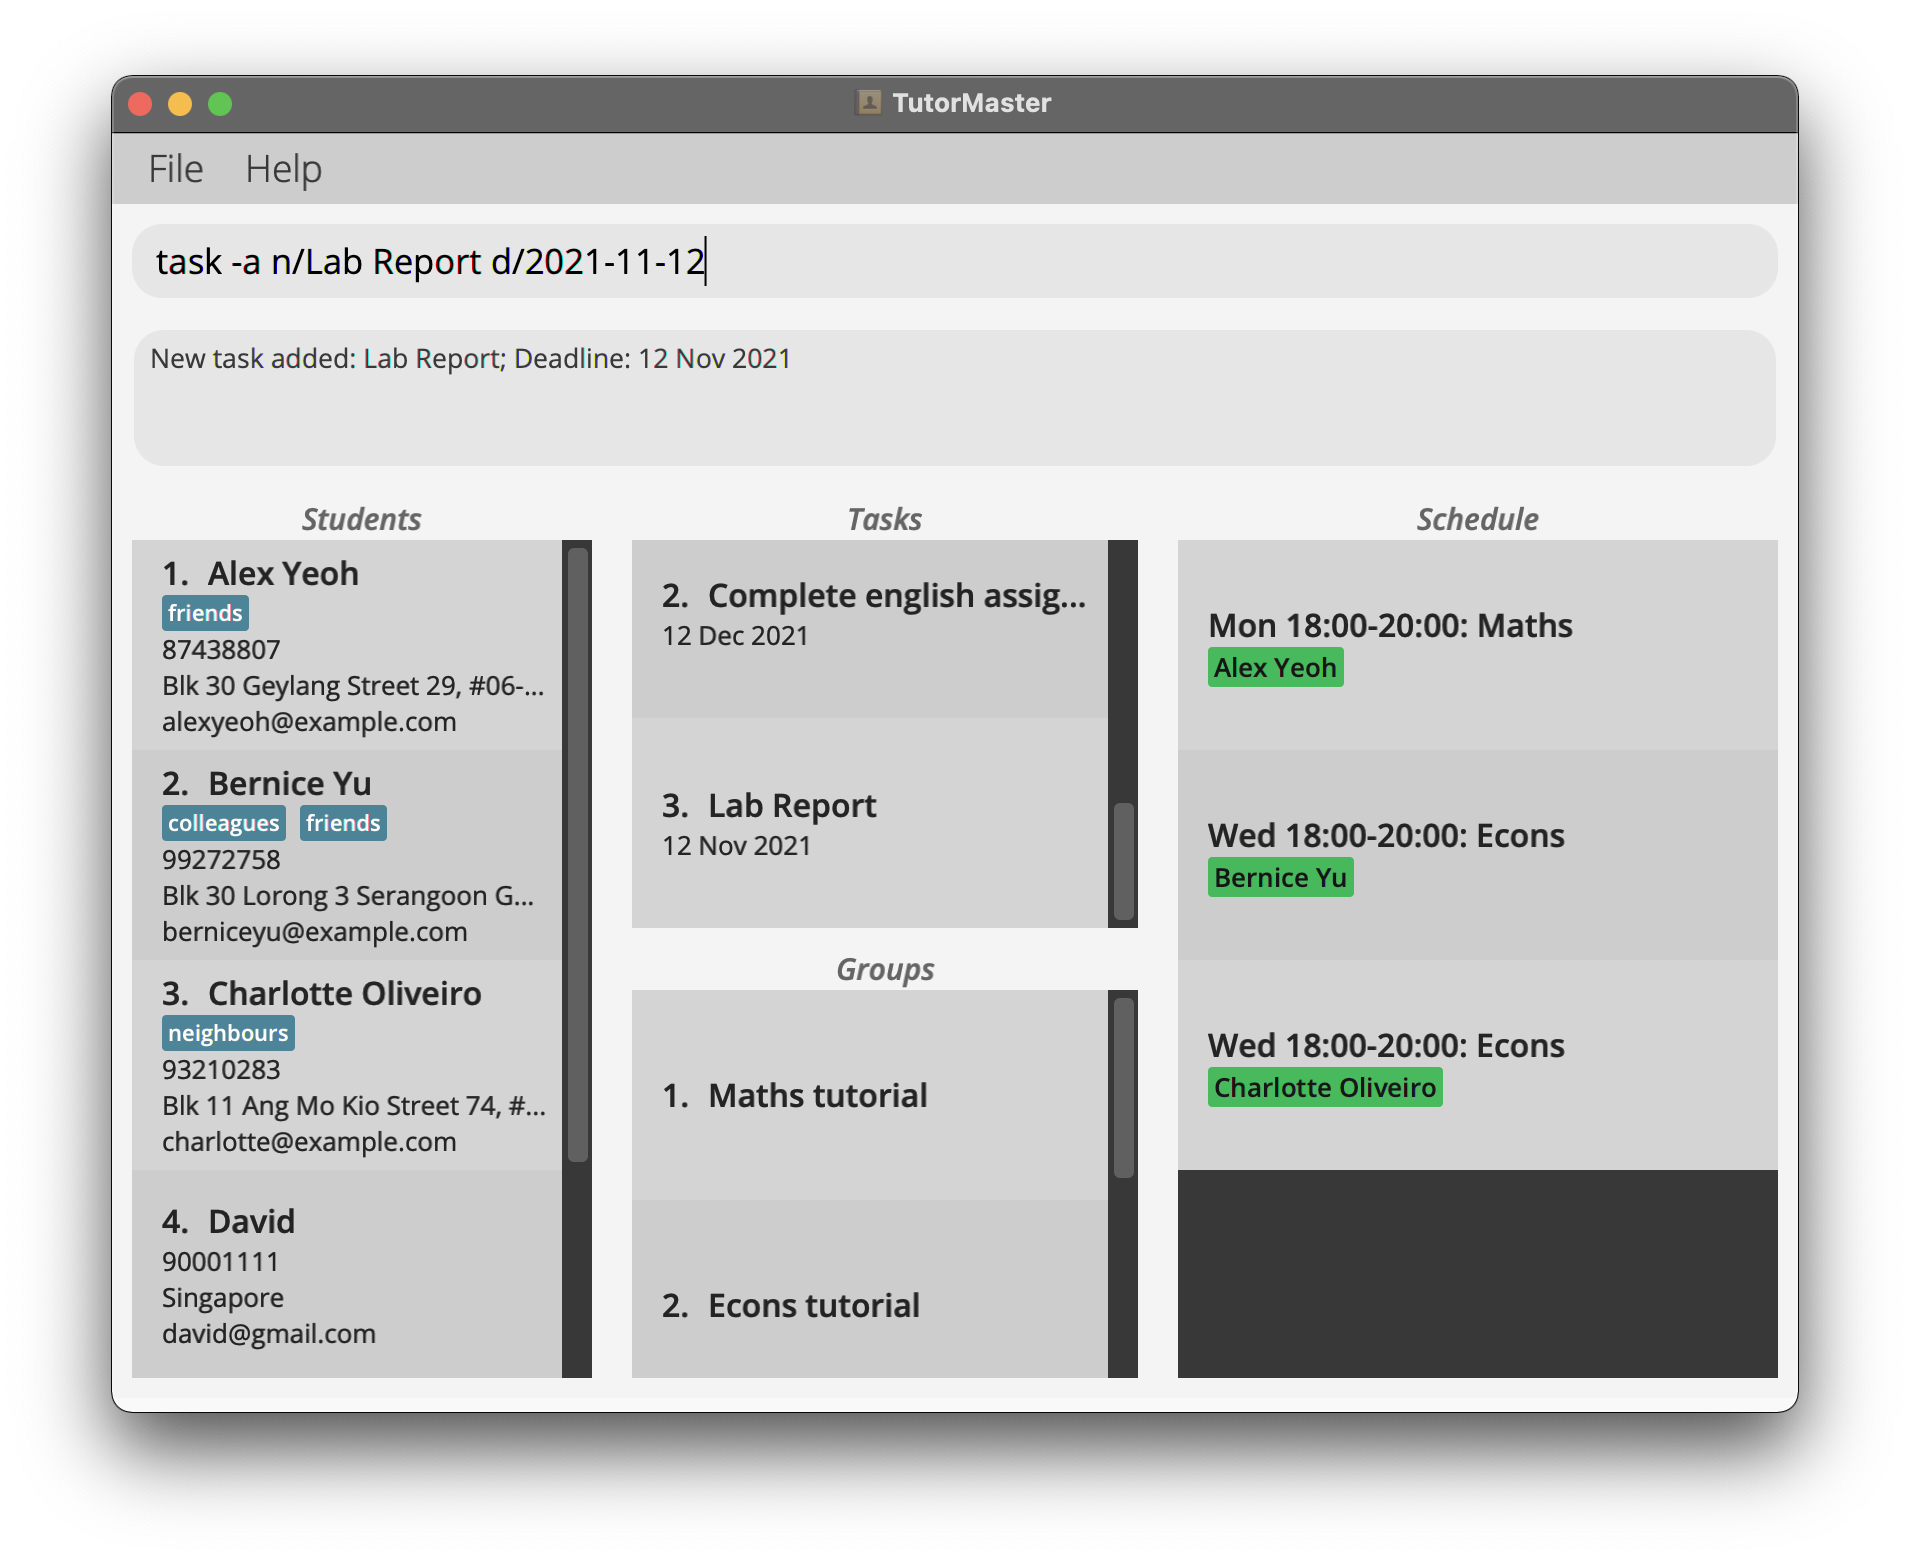 TutorMaster
File Help
task -a n/Lab Report d/2021-11-12
New task added: Lab Report; Deadline: 12 Nov 2021
Students
1. Alex Yeoh
friends
87438807
Blk 30 Geylang Street 29, #06-...
alexyeoh@example.com
2. Bernice Yu
colleagues friends
99272758
Blk 30 Lorong 3 Serangoon G...
berniceyu@example.com
3. Charlotte Oliveiro
neighbours
93210283
Blk 11 Ang Mo Kio Street 74, #...
charlotte@example.com
4. David
90001111
Singapore
david@gmail.com
Tasks
2. Complete english assig...
12 Dec 2021
3. Lab Report
12 Nov 2021
Groups
1. Maths tutorial
2. Econs tutorial
Schedule
Mon 18:00-20:00: Maths
Alex Yeoh
Wed 18:00-20:00: Econs
Bernice Yu
Wed 18:00-20:00: Econs
Charlotte Oliveiro